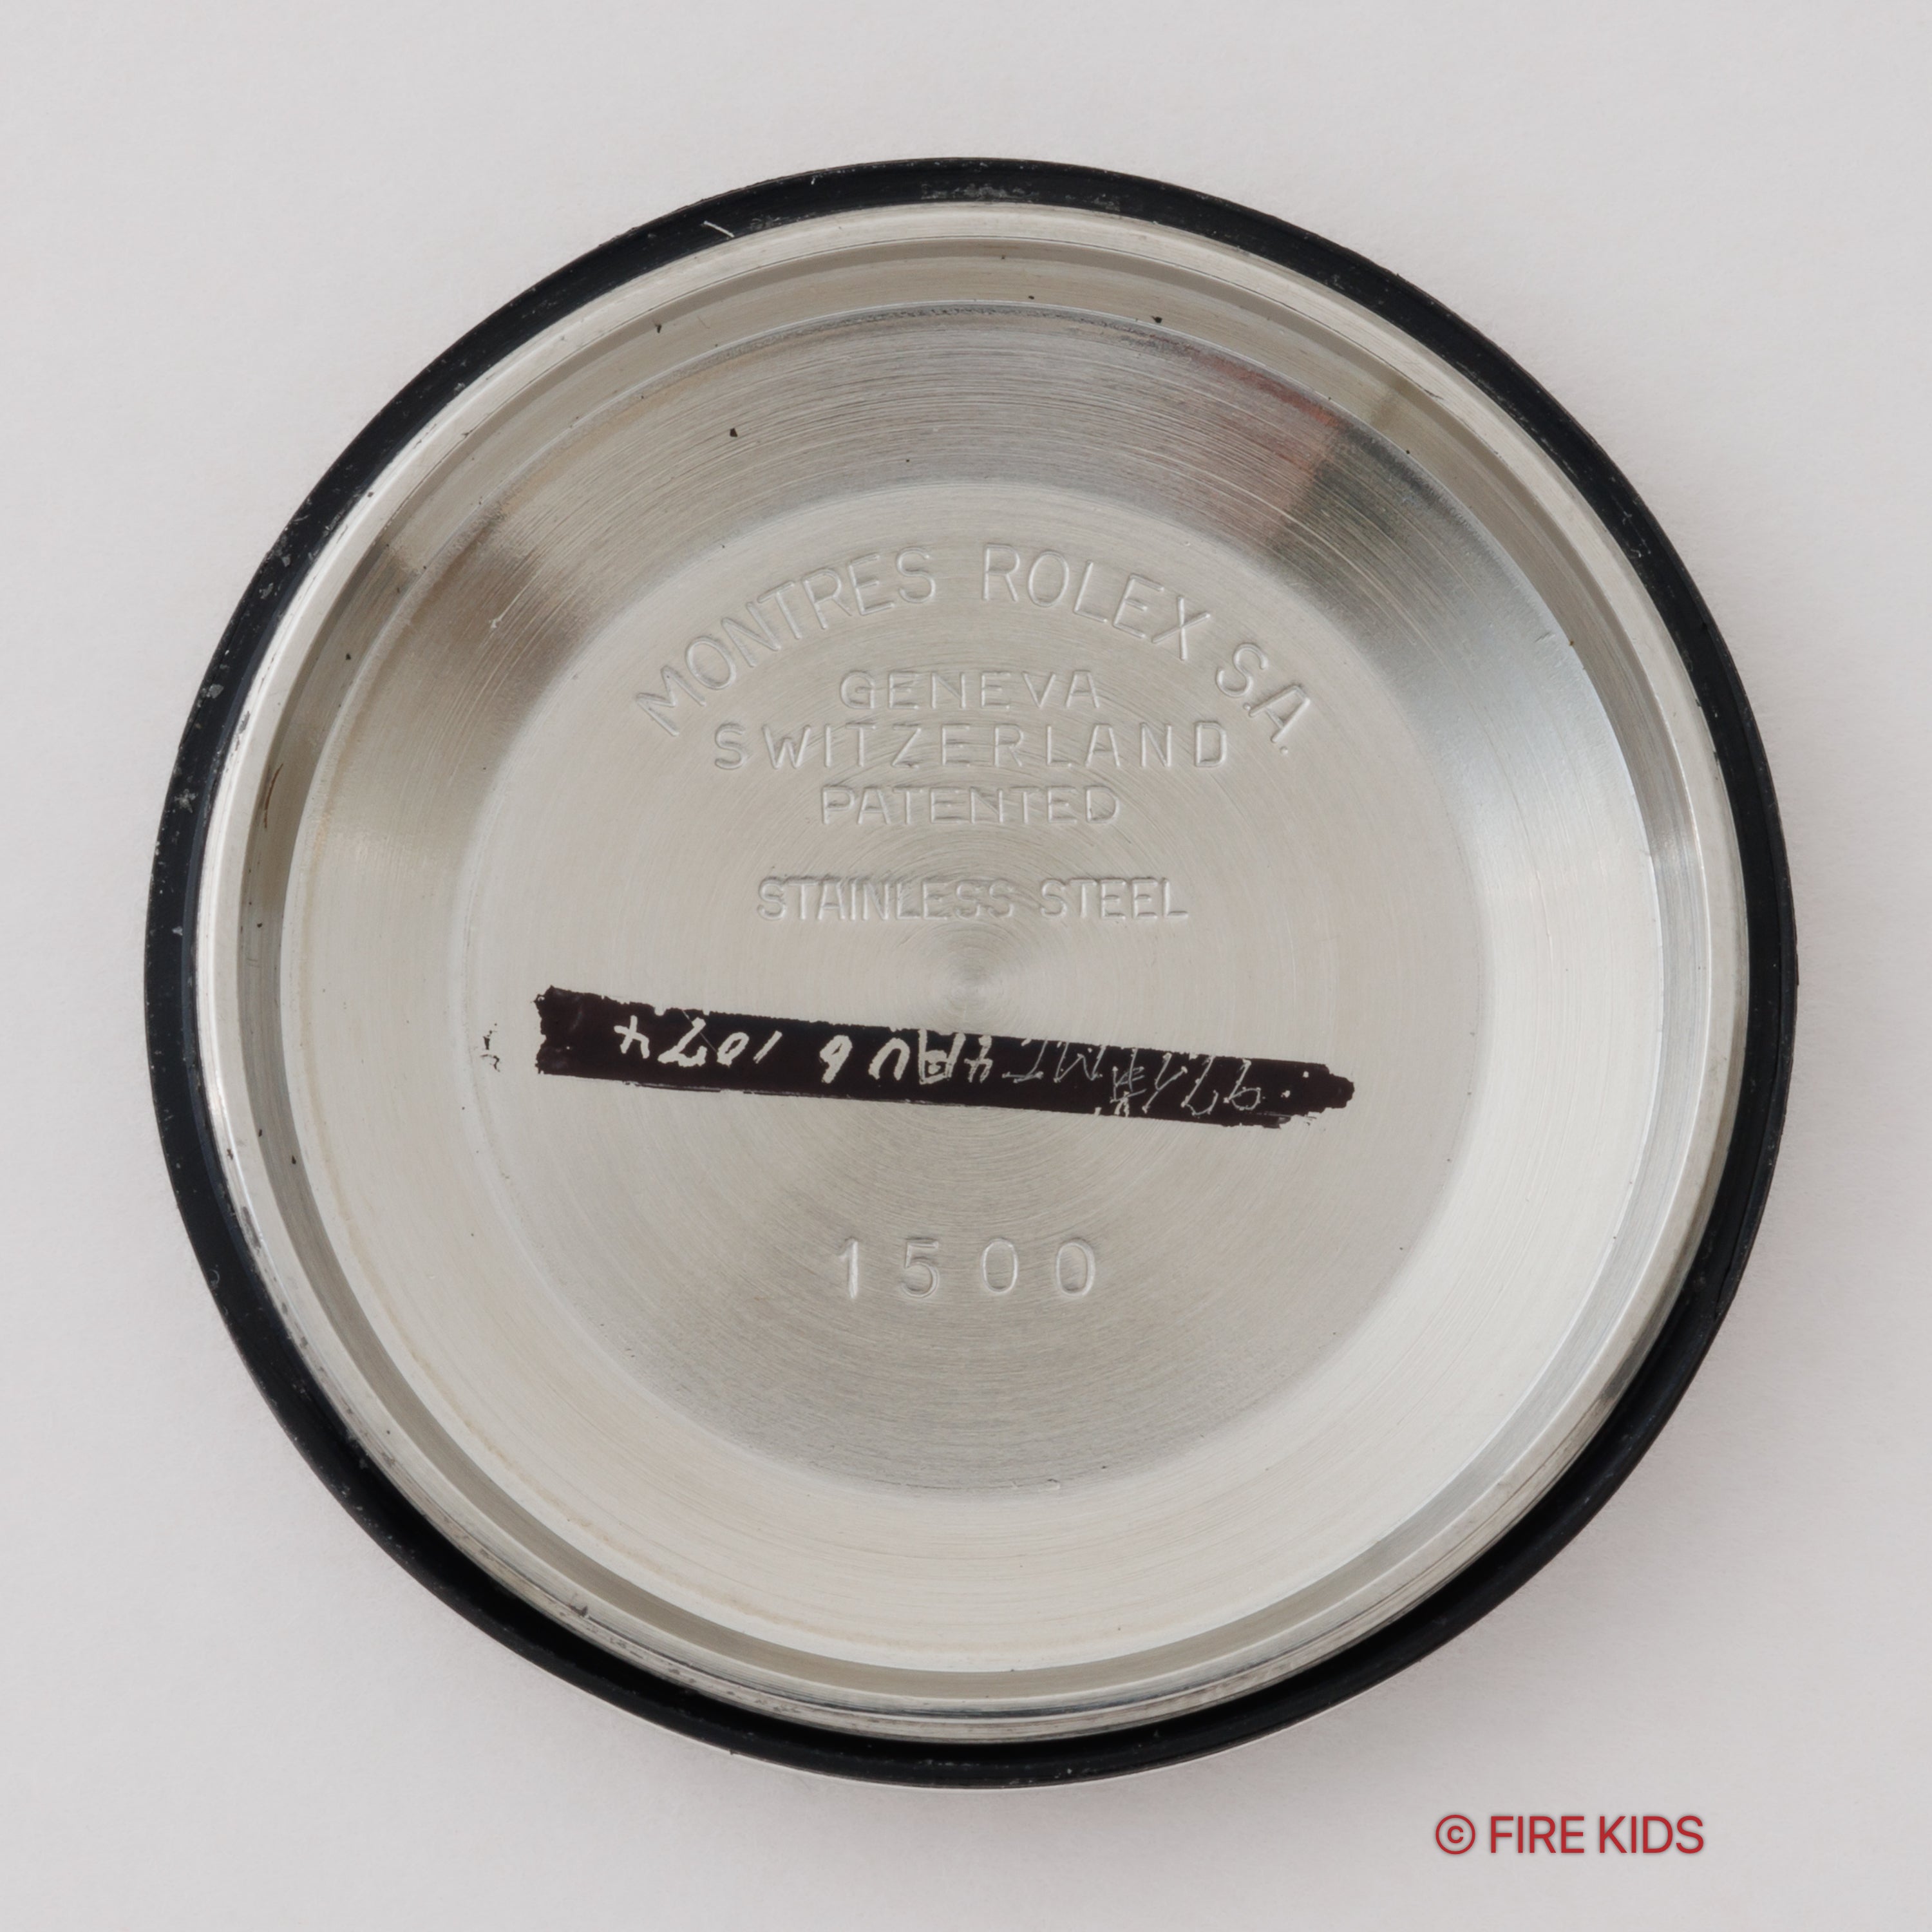 MONTRES ROLEX S.A.
GENEVA
SWITZERLAND
PATENTED
STAINLESS STEEL
1500
© FIRE KIDS